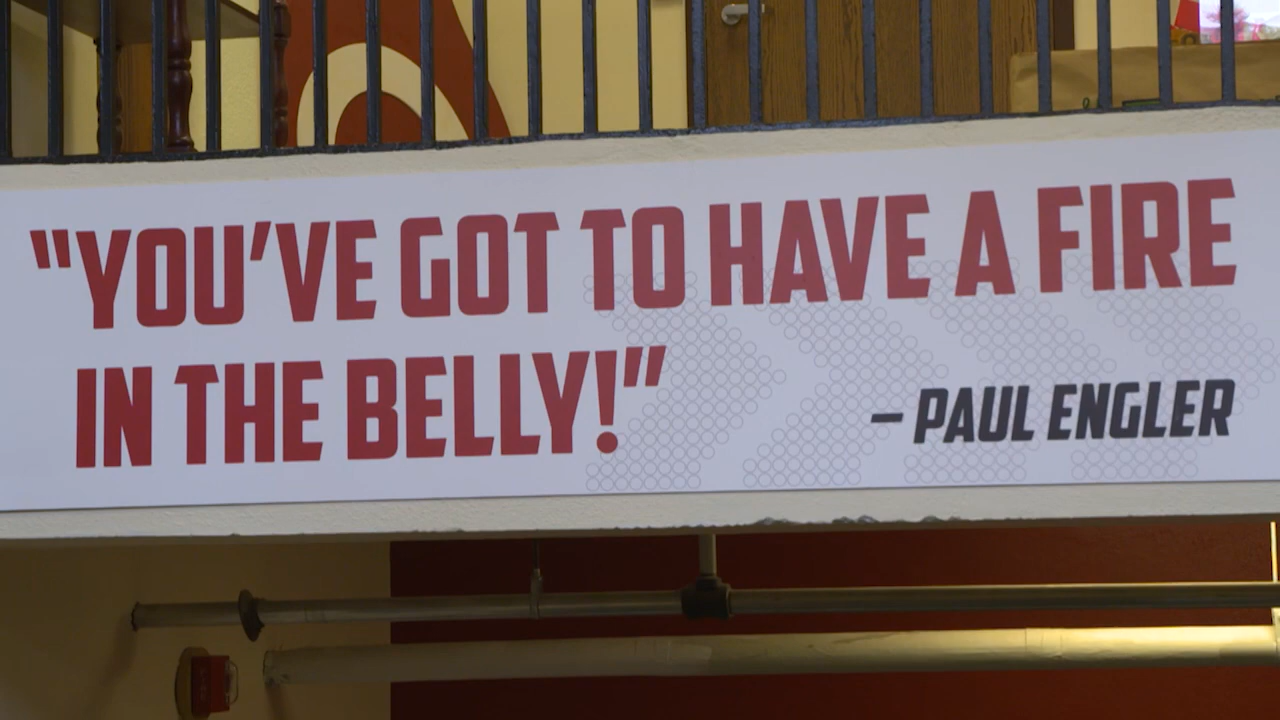 "YOU'VE GOT TO HAVE A FIRE
IN THE BELLY!"
– PAUL ENGLER